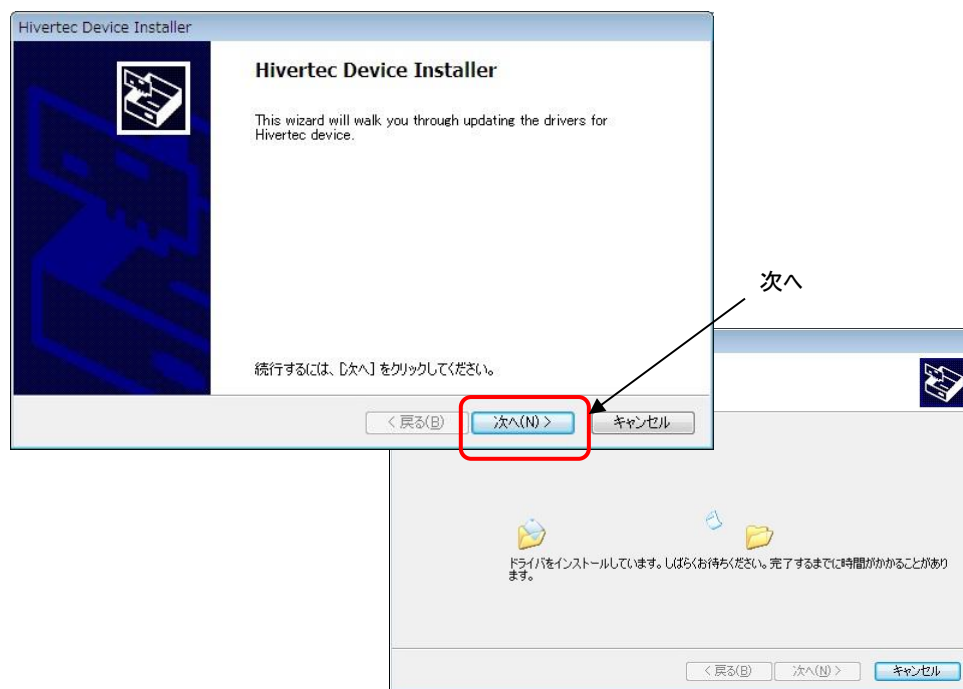 Hivertec Device Installer
Hivertec Device Installer
This wizard will walk you through updating the drivers for
Hivertec device.
次へ
続行するには、[次へ] をクリックしてください。
< 戻る(B)
次へ(N) >
キャンセル
ドライバをインストールしています。しばらくお待ちください。完了するまでに時間がかかることがあり
ます。
< 戻る(B)
次へ(N) >
キャンセル